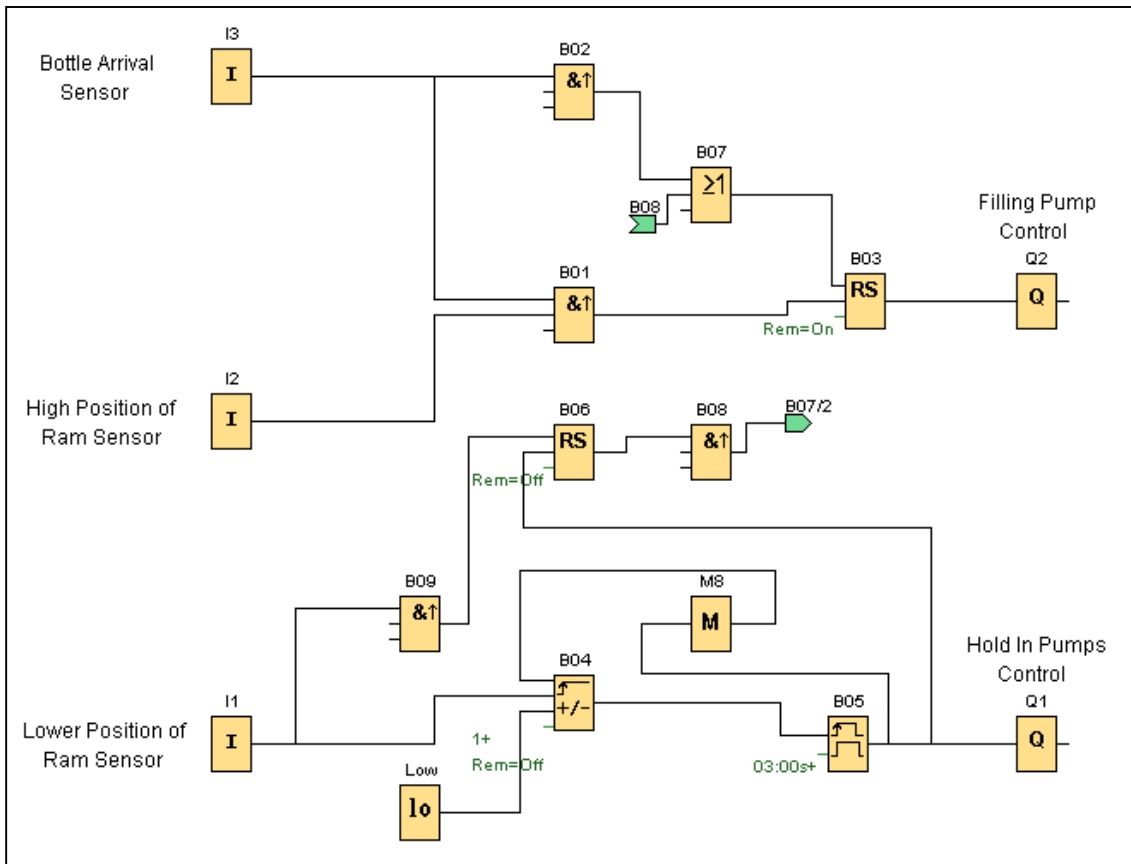 I3
Bottle Arrival
Sensor
I
B02
&↑
B07
≥1
B08
Filling Pump
Control
Q2
Q
B03
RS
Rem=On
B01
&↑
I2
High Position of
Ram Sensor
I
B06
RS
Rem=Off
B08
&↑
B07/2
B09
&↑
M8
M
B04
+/-
1+
Rem=Off
Hold In Pumps
Control
Q1
Q
B05
03:00s+
I1
Lower Position of
Ram Sensor
I
Low
lo